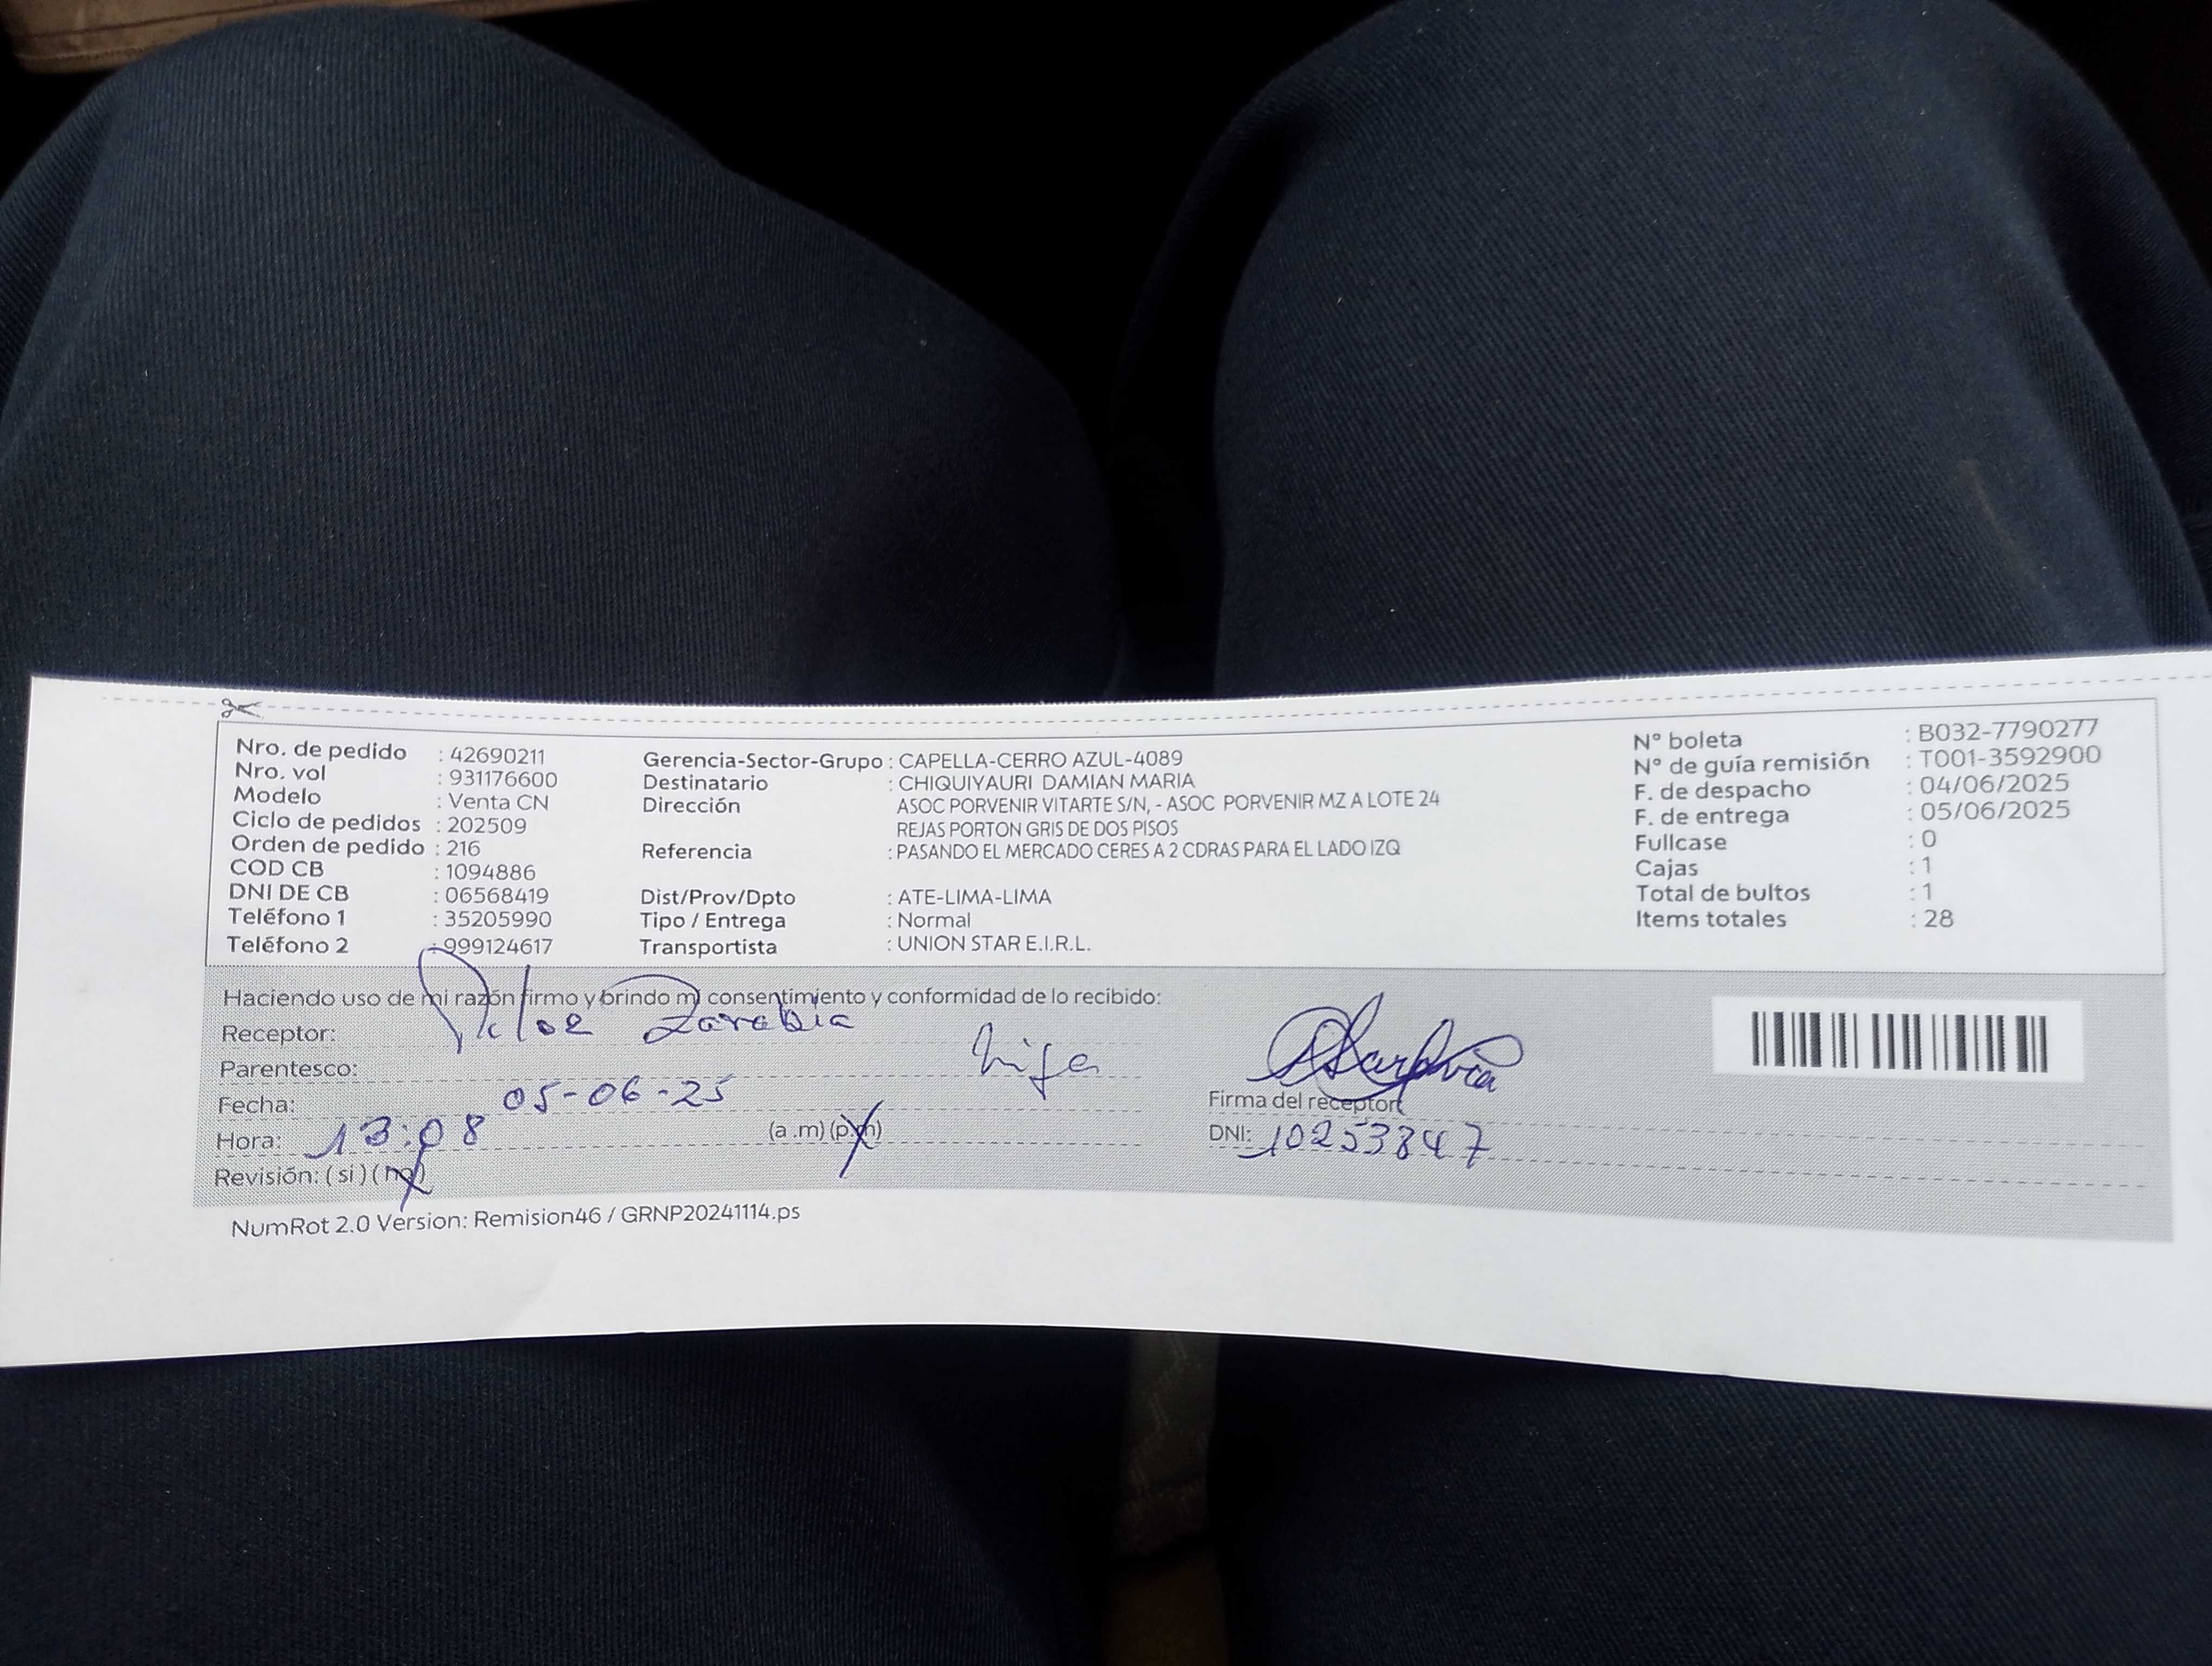 Nro. de pedido : 42690211
Nro. vol : 931176600
Modelo : Venta CN
Ciclo de pedidos : 202509
Orden de pedido : 216
COD CB : 1094886
DNI DE CB : 06568419
Teléfono 1 : 35205990
Teléfono 2 : 999124617
Gerencia-Sector-Grupo : CAPELLA-CERRO AZUL-4089
Destinatario : CHIQUIYAURI DAMIAN MARIA
Dirección ASOC PORVENIR VITARTE S/N, - ASOC PORVENIR MZ A LOTE 24
REJAS PORTON GRIS DE DOS PISOS
Referencia : PASANDO EL MERCADO CERES A 2 CDRAS PARA EL LADO IZQ
Dist/Prov/Dpto : ATE-LIMA-LIMA
Tipo / Entrega : Normal
Transportista : UNION STAR E.I.R.L.
N° boleta : B032-7790277
N° de guía remisión : T001-3592900
F. de despacho : 04/06/2025
F. de entrega : 05/06/2025
Fullcase : 0
Cajas : 1
Total de bultos : 1
Items totales : 28
Haciendo uso de mi razón firmo y brindo mi consentimiento y conformidad de lo recibido:
Receptor: Zarabia
Parentesco: hija
Fecha: 05-06-25
Hora: 13:08 (a.m) (p.m)
Revisión: (si) (no)
Firma del receptor
DNI: 10253847
NumRot 2.0 Version: Remision46 / GRNP20241114.ps